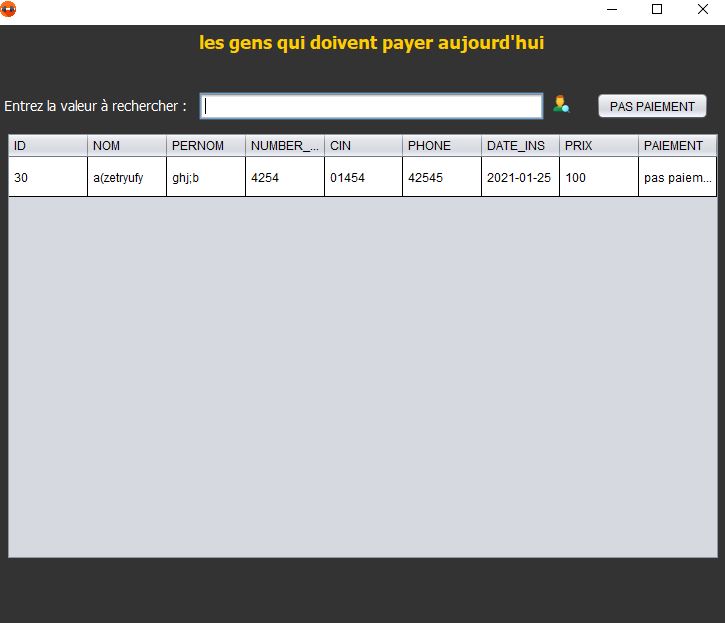 les gens qui doivent payer aujourd'hui
Entrez la valeur à rechercher : PAS PAIEMENT
ID NOM PERNOM NUMBER_... CIN PHONE DATE_INS PRIX PAIEMENT
30 a(zetryufy ghj;b 4254 01454 42545 2021-01-25 100 pas paiem...